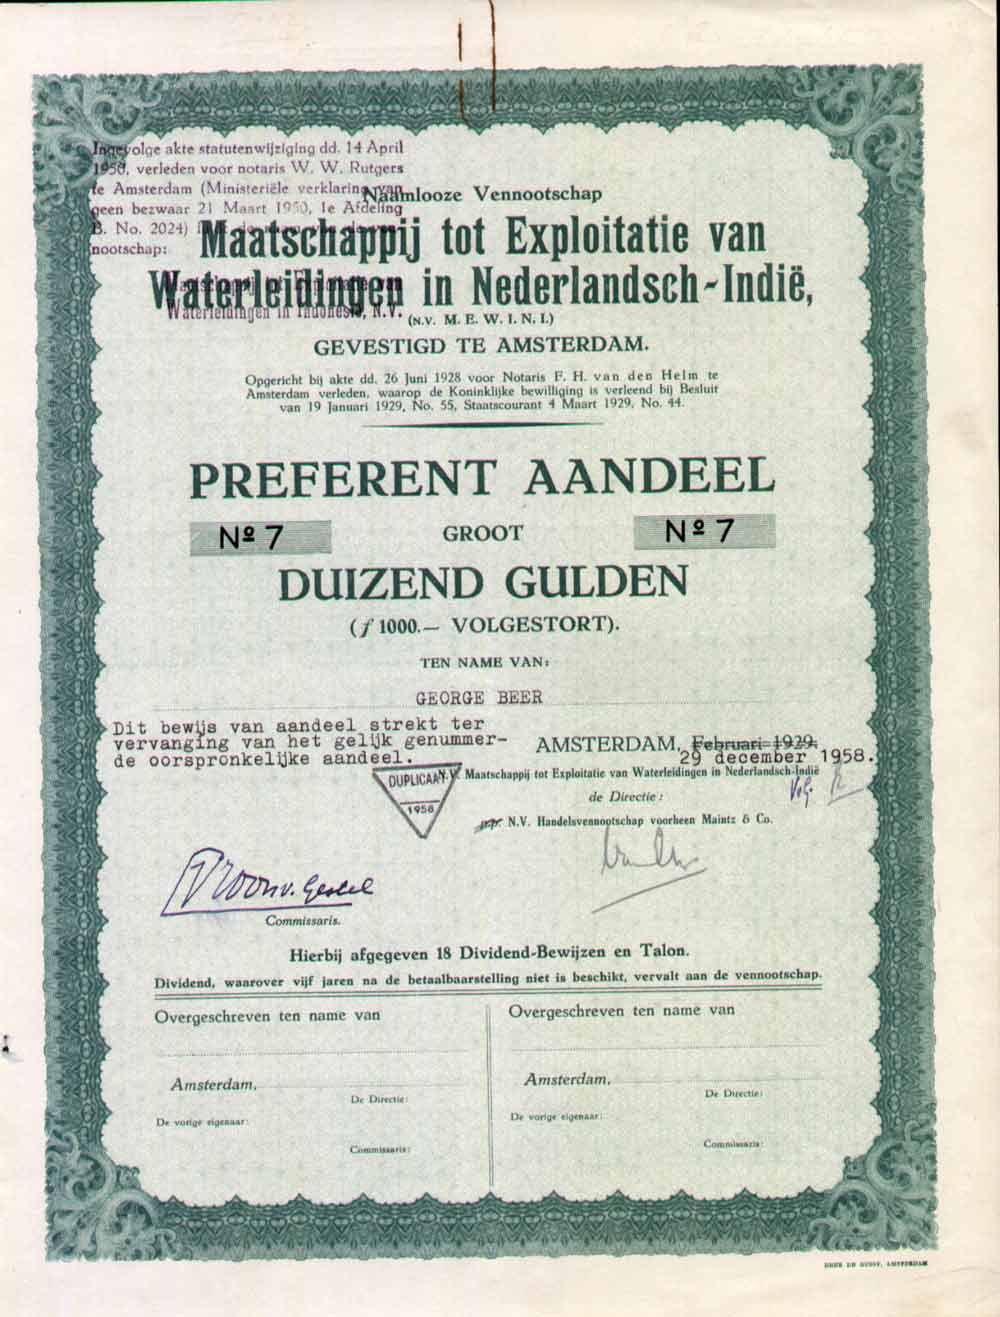 Ingevolge akte statutenwijziging dd. 14 April
1950, verleden voor notaris W. W. Rutgers
te Amsterdam (Ministeriële verklaring van
geen bezwaar 21 Maart 1950, 1e Afdeling
B. No. 2024)
nootschap:
Maatschappij tot Exploitatie van
Waterleidingen in Indonesië, N.V.
Naamlooze Vennootschap
Maatschappij tot Exploitatie van
Waterleidingen in Nederlandsch-Indië,
(N.V. M. E. W. I. N. I.)
GEVESTIGD TE AMSTERDAM.
Opgericht bij akte dd. 26 Juni 1928 voor Notaris F. H. van den Helm te
Amsterdam verleden, waarop de Koninklijke bewilliging is verleend bij Besluit
van 19 Januari 1929, No. 55, Staatscourant 4 Maart 1929, No. 44.
PREFERENT AANDEEL
Nº 7 GROOT Nº 7
DUIZEND GULDEN
(ƒ 1000.— VOLGESTORT).
TEN NAME VAN:
GEORGE BEER
Dit bewijs van aandeel strekt ter
vervanging van het gelijk genummer-
de oorspronkelijke aandeel.
AMSTERDAM, Februari 1929.
29 december 1958.
DUPLICAAT
1958
N.V. Maatschappij tot Exploitatie van Waterleidingen in Nederlandsch-Indië
de Directie:
N.V. Handelsvennootschap voorheen Maintz & Co.
Commissaris.
Hierbij afgegeven 18 Dividend-Bewijzen en Talon.
Dividend, waarover vijf jaren na de betaalbaarstelling niet is beschikt, vervalt aan de vennootschap.
Overgeschreven ten name van
Amsterdam,
De Directie:
De vorige eigenaar:
Commissaris:
Overgeschreven ten name van
Amsterdam,
De Directie:
De vorige eigenaar:
Commissaris:
AMSTERDAM